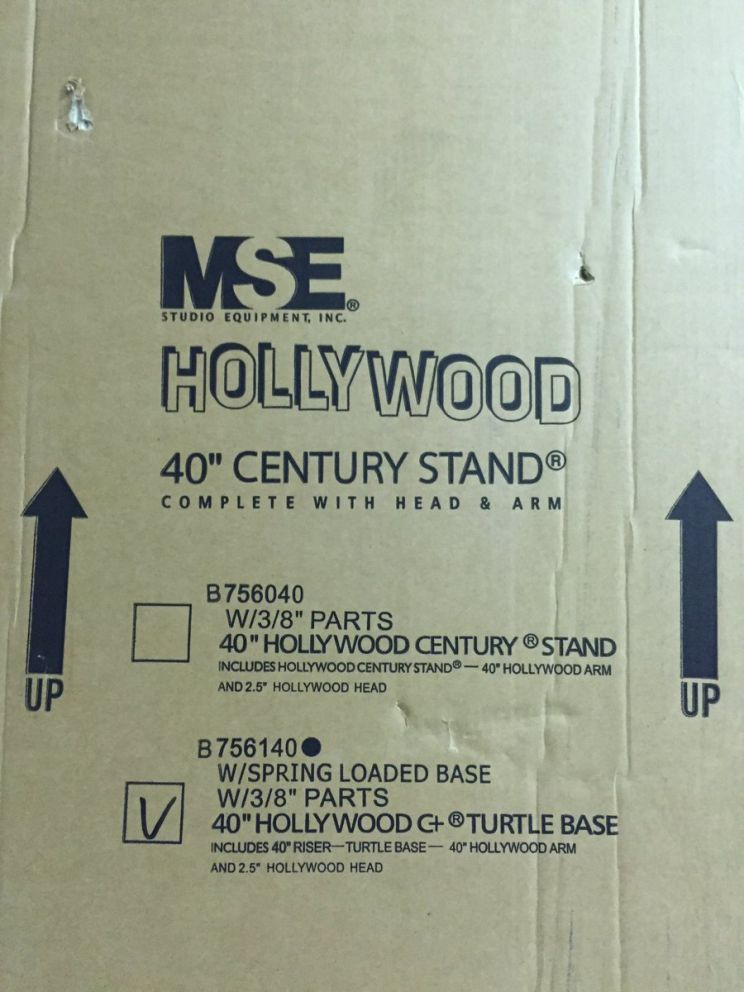 MSE®
STUDIO EQUIPMENT, INC.
HOLLYWOOD
40" CENTURY STAND®
COMPLETE WITH HEAD & ARM
B756040
W/3/8" PARTS
40" HOLLYWOOD CENTURY ® STAND
INCLUDES HOLLYWOOD CENTURY STAND® — 40" HOLLYWOOD ARM
AND 2.5" HOLLYWOOD HEAD
UP
UP
B756140●
W/SPRING LOADED BASE
W/3/8" PARTS
40" HOLLYWOOD C+ ® TURTLE BASE
INCLUDES 40" RISER—TURTLE BASE— 40" HOLLYWOOD ARM
AND 2.5" HOLLYWOOD HEAD